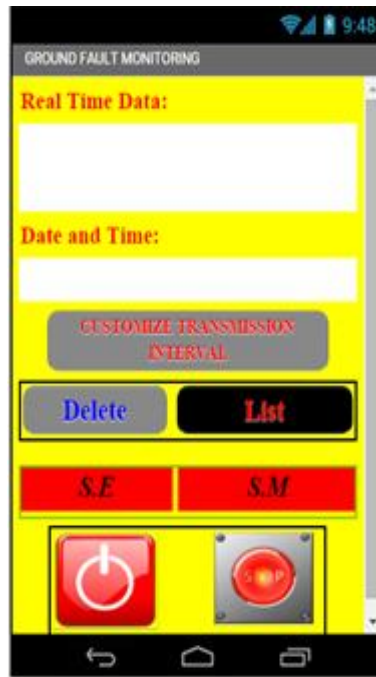 9:48
GROUND FAULT MONITORING
Real Time Data:
Date and Time:
CUSTOMIZE TRANSMISSION
INTERVAL
Delete
List
S.E
S.M
STOP